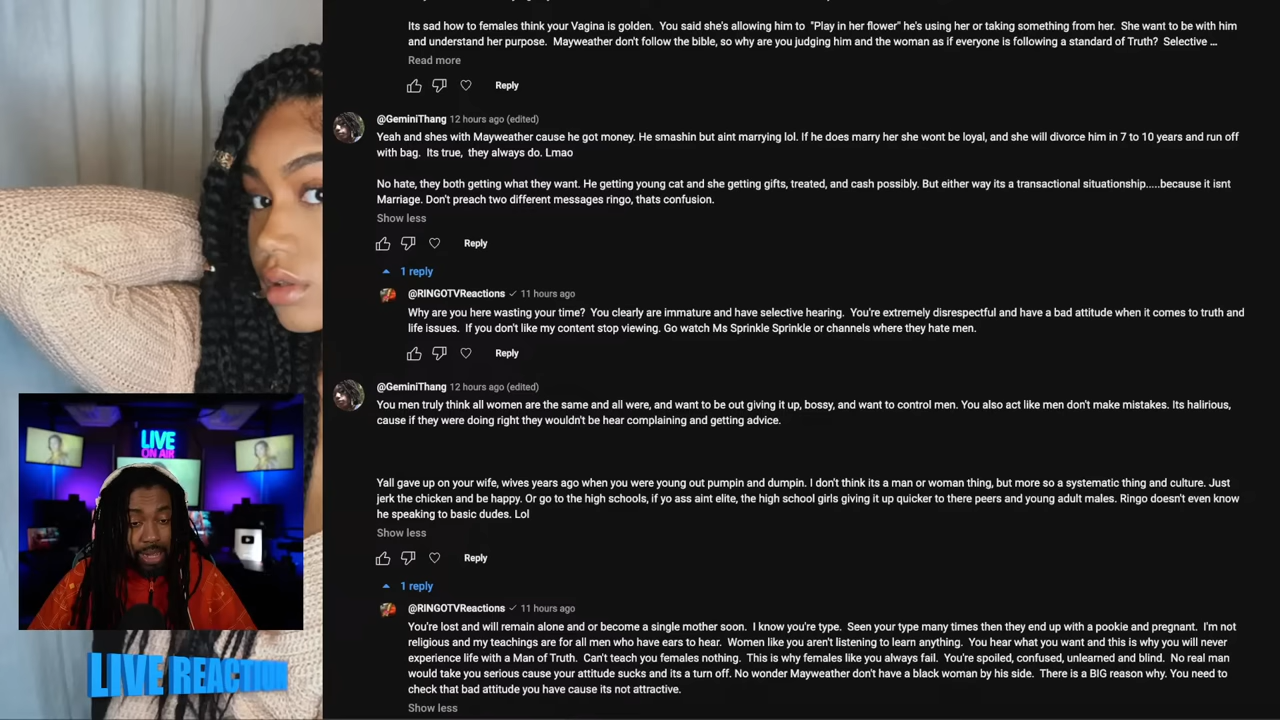 Its sad how to females think your Vagina is golden. You said she's allowing him to "Play in her flower" he's using her or taking something from her. She want to be with him
and understand her purpose. Mayweather don't follow the bible, so why are you judging him and the woman as if everyone is following a standard of Truth? Selective ...
Read more
Reply
@GeminiThang 12 hours ago (edited)
Yeah and shes with Mayweather cause he got money. He smashin but aint marrying lol. If he does marry her she wont be loyal, and she will divorce him in 7 to 10 years and run off
with bag. Its true, they always do. Lmao
No hate, they both getting what they want. He getting young cat and she getting gifts, treated, and cash possibly. But either way its a transactional situationship.....because it isnt
Marriage. Don't preach two different messages ringo, thats confusion.
Show less
Reply
1 reply
@RINGOTVReactions 11 hours ago
Why are you here wasting your time? You clearly are immature and have selective hearing. You're extremely disrespectful and have a bad attitude when it comes to truth and
life issues. If you don't like my content stop viewing. Go watch Ms Sprinkle Sprinkle or channels where they hate men.
Reply
@GeminiThang 12 hours ago (edited)
You men truly think all women are the same and all were, and want to be out giving it up, bossy, and want to control men. You also act like men don't make mistakes. Its halirious,
cause if they were doing right they wouldn't be hear complaining and getting advice.
Yall gave up on your wife, wives years ago when you were young out pumpin and dumpin. I don't think its a man or woman thing, but more so a systematic thing and culture. Just
jerk the chicken and be happy. Or go to the high schools, if yo ass aint elite, the high school girls giving it up quicker to there peers and young adult males. Ringo doesn't even know
he speaking to basic dudes. Lol
Show less
Reply
1 reply
@RINGOTVReactions 11 hours ago
You're lost and will remain alone and or become a single mother soon. I know you're type. Seen your type many times then they end up with a pookie and pregnant. I'm not
religious and my teachings are for all men who have ears to hear. Women like you aren't listening to learn anything. You hear what you want and this is why you will never
experience life with a Man of Truth. Can't teach you females nothing. This is why females like you always fail. You're spoiled, confused, unlearned and blind. No real man
would take you serious cause your attitude sucks and its a turn off. No wonder Mayweather don't have a black woman by his side. There is a BIG reason why. You need to
check that bad attitude you have cause its not attractive.
Show less
LIVE
ON AIR
LIVE REACTION